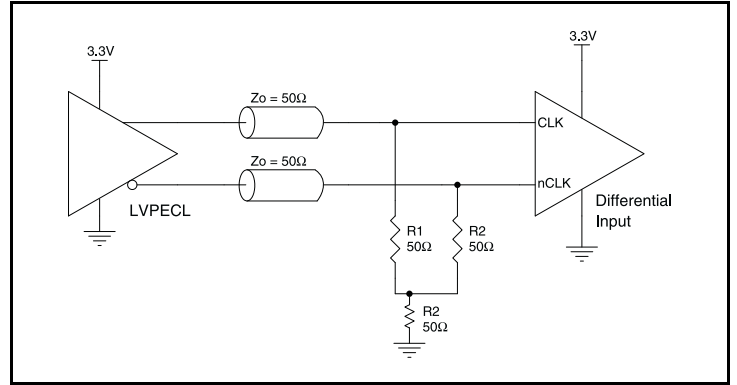 3.3V
3.3V
Zo = 50Ω
CLK
Zo = 50Ω
nCLK
LVPECL
Differential
Input
R1
50Ω
R2
50Ω
R2
50Ω